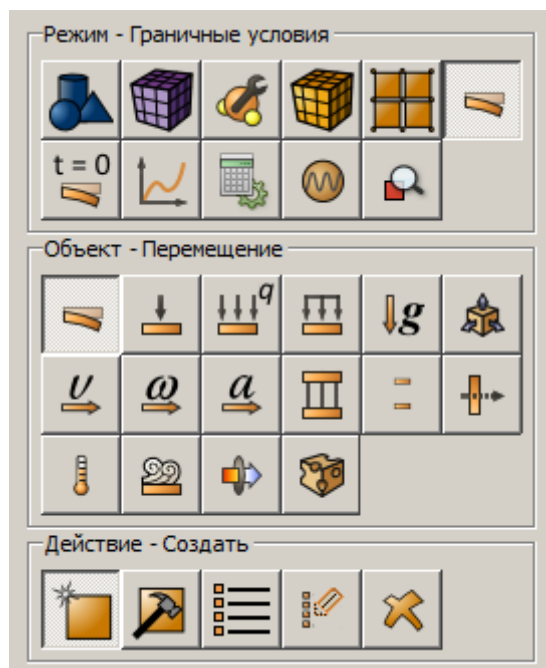 Режим - Граничные условия
t = 0
Объект - Перемещение
q
g
υ ω a
Действие - Создать